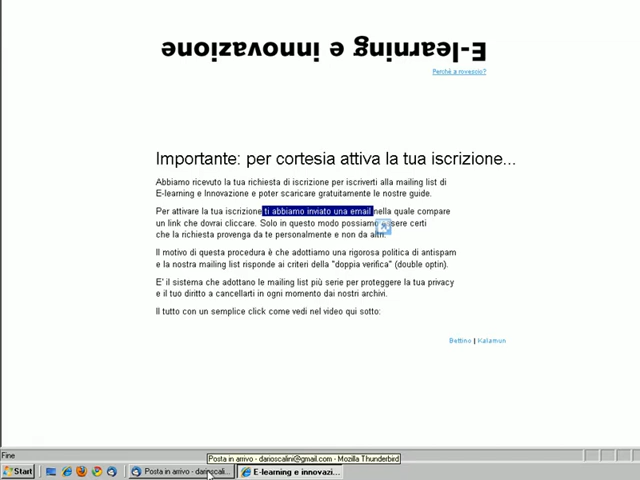 E-learning e innovazione
Perchè a rovescio?
Importante: per cortesia attiva la tua iscrizione...
Abbiamo ricevuto la tua richiesta di iscrizione per iscriverti alla mailing list di
E-learning e Innovazione e poter scaricare gratuitamente le nostre guide.
Per attivare la tua iscrizione ti abbiamo inviato una email nella quale compare
un link che dovrai cliccare. Solo in questo modo possiamo essere certi
che la richiesta provenga da te personalmente e non da altri.
Il motivo di questa procedura è che adottiamo una rigorosa politica di antispam
e la nostra mailing list risponde ai criteri della "doppia verifica" (double optin).
E' il sistema che adottano le mailing list più serie per proteggere la tua privacy
e il tuo diritto a cancellarti in ogni momento dai nostri archivi.
Il tutto con un semplice click come vedi nel video qui sotto:
Bettino | Kalamun
Fine
Posta in arrivo - darioscalini@gmail.com - Mozilla Thunderbird
Start
Posta in arrivo - darioscali...
E-learning e innovazi...